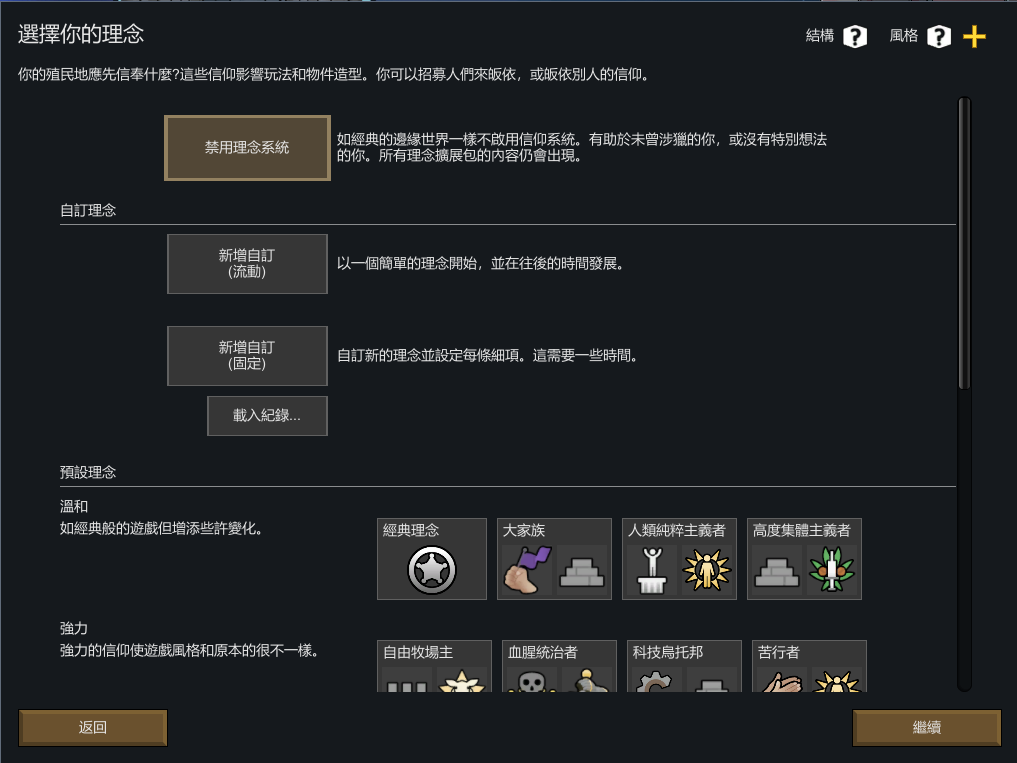 選擇你的理念
結構
風格
你的殖民地應先信奉什麼?這些信仰影響玩法和物件造型。你可以招募人們來皈依，或皈依別人的信仰。
禁用理念系統
如經典的邊緣世界一樣不啟用信仰系統。有助於未曾涉獵的你，或沒有特別想法
的你。所有理念擴展包的內容仍會出現。
自訂理念
新增自訂
(流動)
以一個簡單的理念開始，並在往後的時間發展。
新增自訂
(固定)
自訂新的理念並設定每條細項。這需要一些時間。
載入紀錄...
預設理念
溫和
如經典般的遊戲但增添些許變化。
經典理念
大家族
人類純粹主義者
高度集體主義者
強力
強力的信仰使遊戲風格和原本的很不一樣。
自由牧場主
血腥統治者
科技烏托邦
苦行者
返回
繼續